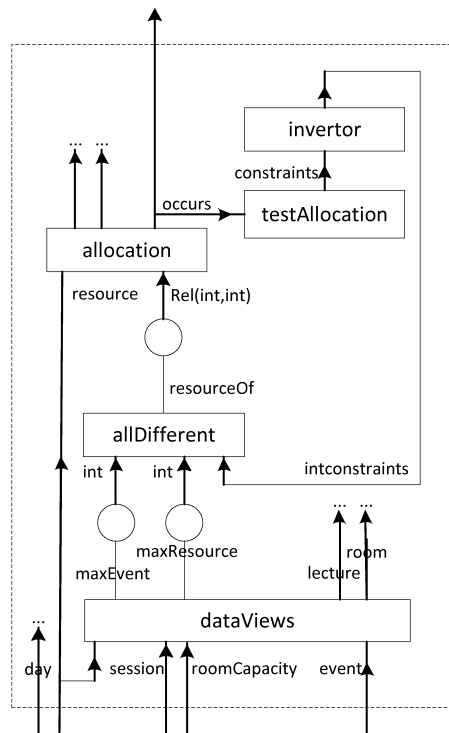 invertor
...
...
constraints
occurs
testAllocation
allocation
resource
Rel(int,int)
resourceOf
allDifferent
int
int
intconstraints
...
...
maxResource
room
maxEvent
lecture
dataViews
...
day
session
roomCapacity
event